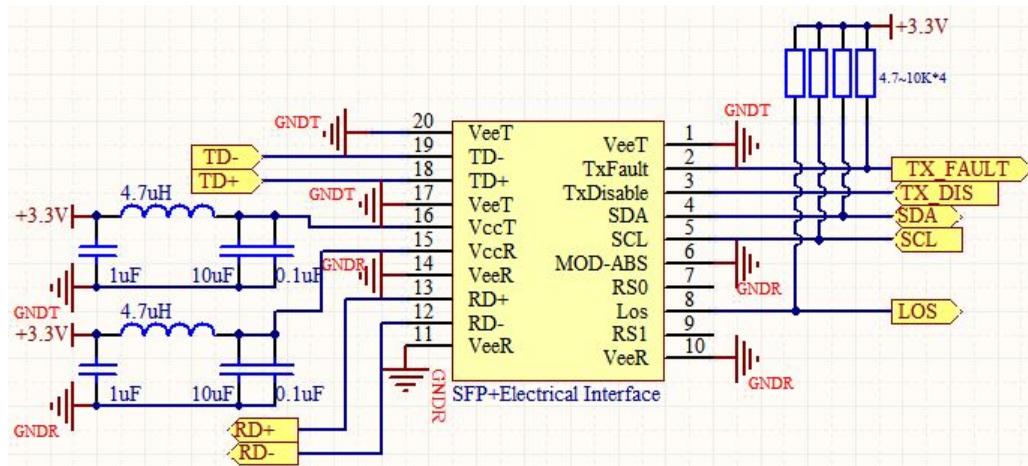 +3.3V
4.7~10K*4
GNDT
20
VeeT
VeeT
1
GNDT
TD-
19
TD-
TxFault
2
TX_FAULT
TD+
18
TD+
TxDisable
3
TX_DIS
4.7uH
GNDT
17
VeeT
SDA
4
SDA
+3.3V
16
VccT
SCL
5
SCL
15
VccR
MOD-ABS
6
GNDR
1uF
10uF
0.1uF
GNDR
14
VeeR
RS0
7
GNDT
4.7uH
13
RD+
Los
8
LOS
+3.3V
12
RD-
RS1
9
11
VeeR
VeeR
10
GNDR
1uF
10uF
0.1uF
GNDR
SFP+Electrical Interface
GNDR
RD+
RD-